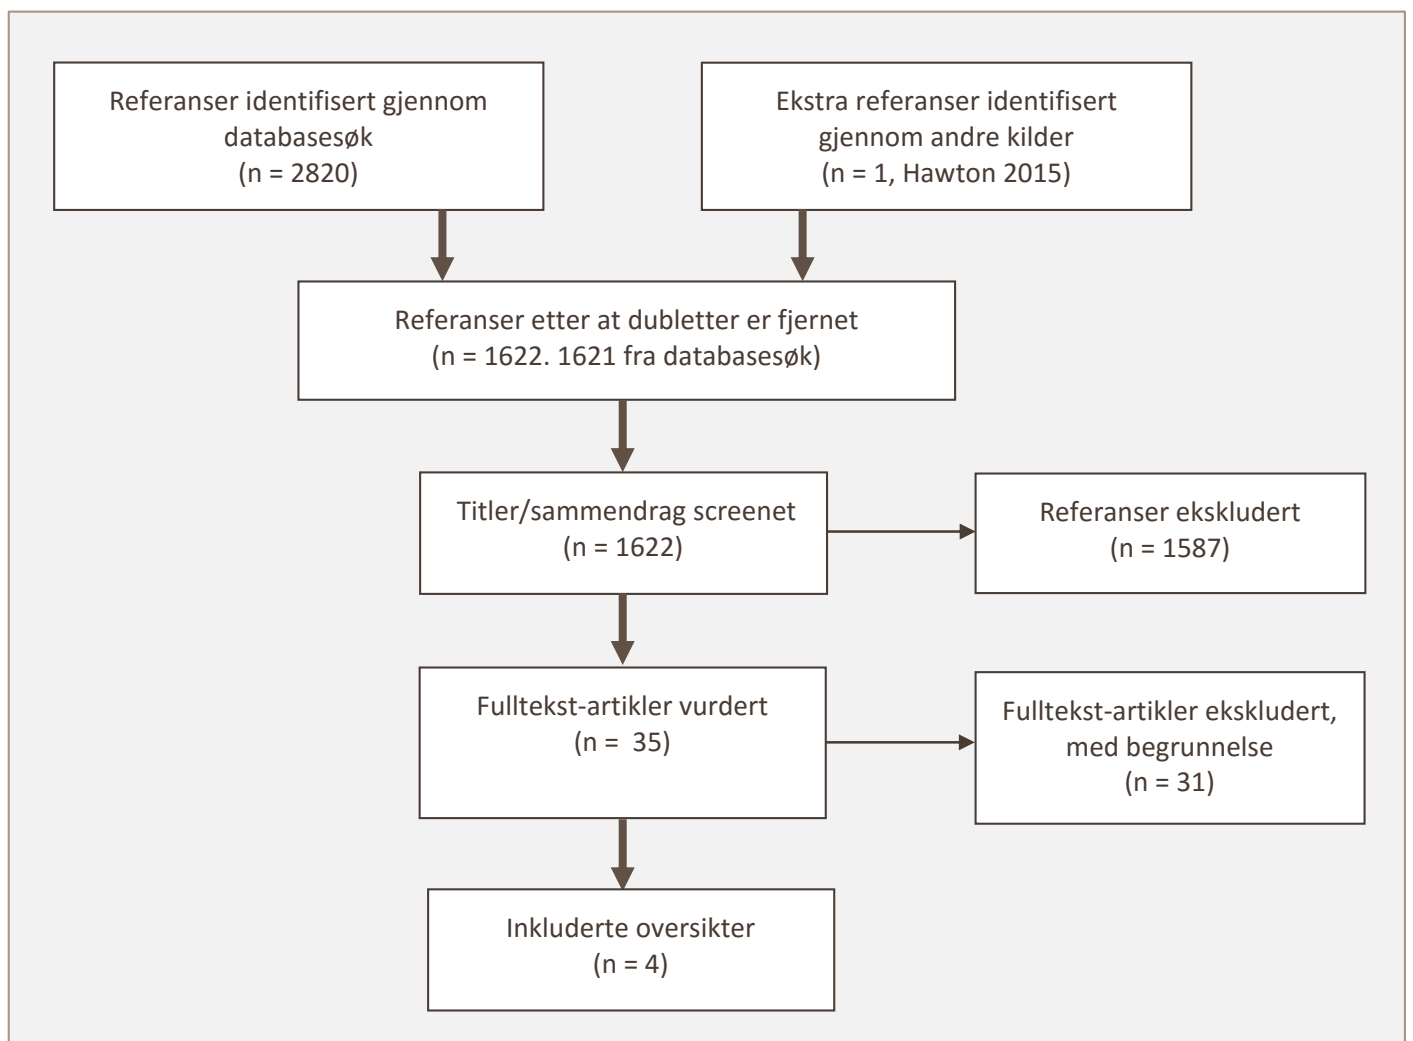 Referanser identifisert gjennom
databasesøk
(n = 2820)
Ekstra referanser identifisert
gjennom andre kilder
(n = 1, Hawton 2015)
Referanser etter at dubletter er fjernet
(n = 1622. 1621 fra databasesøk)
Titler/sammendrag screenet
(n = 1622)
Referanser ekskludert
(n = 1587)
Fulltekst-artikler vurdert
(n =  35)
Fulltekst-artikler ekskludert,
med begrunnelse
(n = 31)
Inkluderte oversikter
(n = 4)